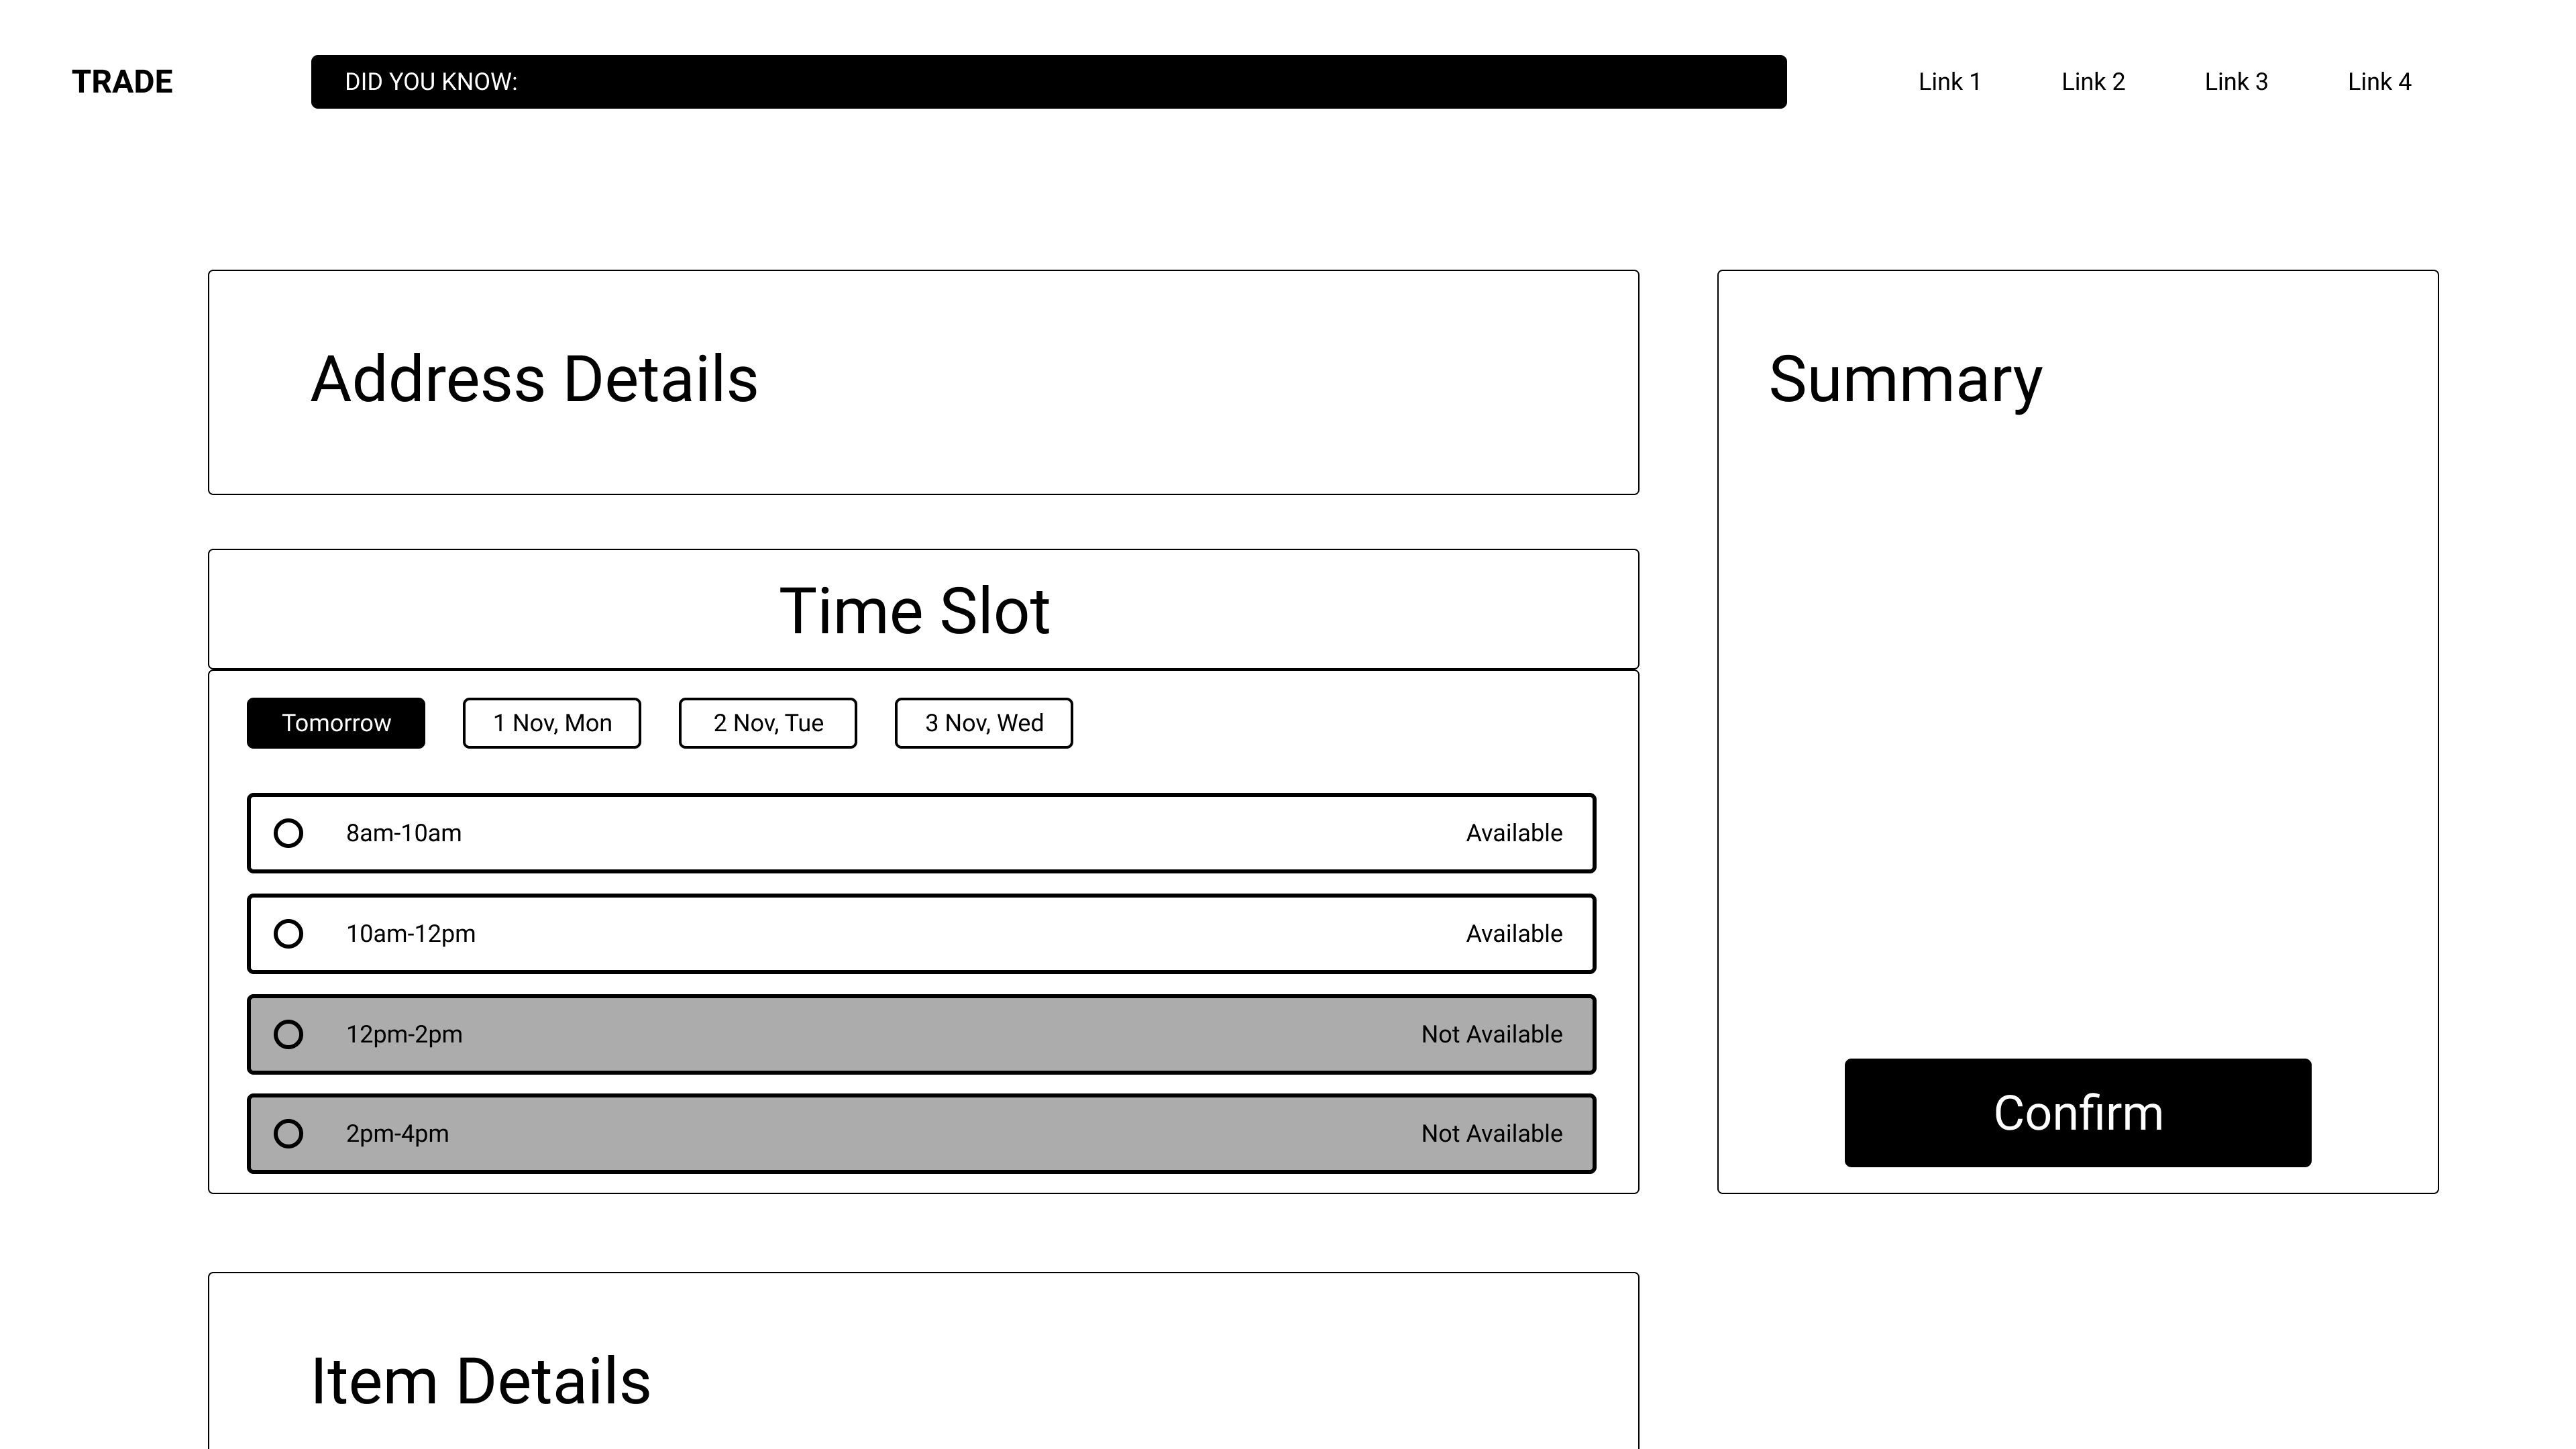 TRADE
DID YOU KNOW:
Link 1 Link 2 Link 3 Link 4
Address Details
Summary
Time Slot
Tomorrow 1 Nov, Mon 2 Nov, Tue 3 Nov, Wed
8am-10am Available
10am-12pm Available
12pm-2pm Not Available
2pm-4pm Not Available
Confirm
Item Details